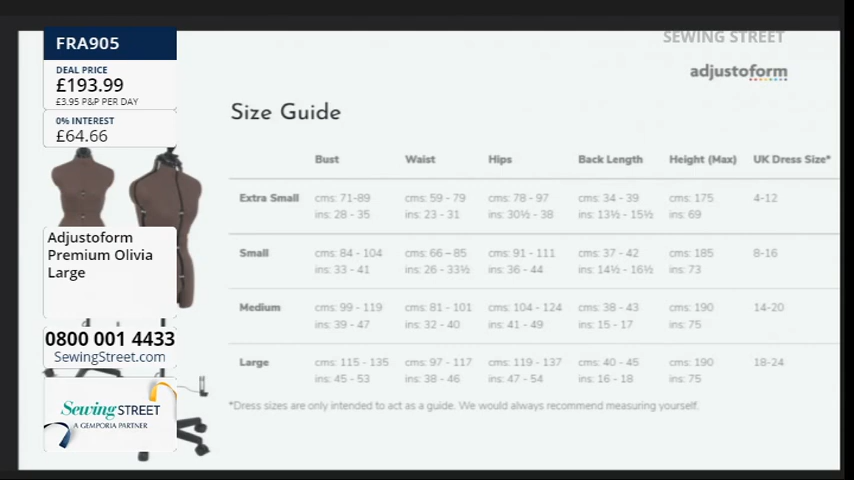 FRA905
DEAL PRICE
£193.99
£3.95 P&P PER DAY
0% INTEREST
£64.66
Adjustoform
Premium Olivia
Large
0800 001 4433
SewingStreet.com
Sewing STREET
A GEMPORIA PARTNER
SEWING STREET
adjustoform
Size Guide
Bust Waist Hips Back Length Height (Max) UK Dress Size*
Extra Small cms: 71-89 cms: 59 - 79 cms: 78 - 97 cms: 34 - 39 cms: 175 4-12
ins: 28 - 35 ins: 23 - 31 ins: 30½ - 38 ins: 13½ - 15½ ins: 69
Small cms: 84 - 104 cms: 66 – 85 cms: 91 - 111 cms: 37 - 42 cms: 185 8-16
ins: 33 - 41 ins: 26 - 33½ ins: 36 - 44 ins: 14½ - 16½ ins: 73
Medium cms: 99 - 119 cms: 81 - 101 cms: 104 - 124 cms: 38 - 43 cms: 190 14-20
ins: 39 - 47 ins: 32 - 40 ins: 41 - 49 ins: 15 - 17 ins: 75
Large cms: 115 - 135 cms: 97 - 117 cms: 119 - 137 cms: 40 - 45 cms: 190 18-24
ins: 45 - 53 ins: 38 - 46 ins: 47 - 54 ins: 16 - 18 ins: 75
*Dress sizes are only intended to act as a guide. We would always recommend measuring yourself.